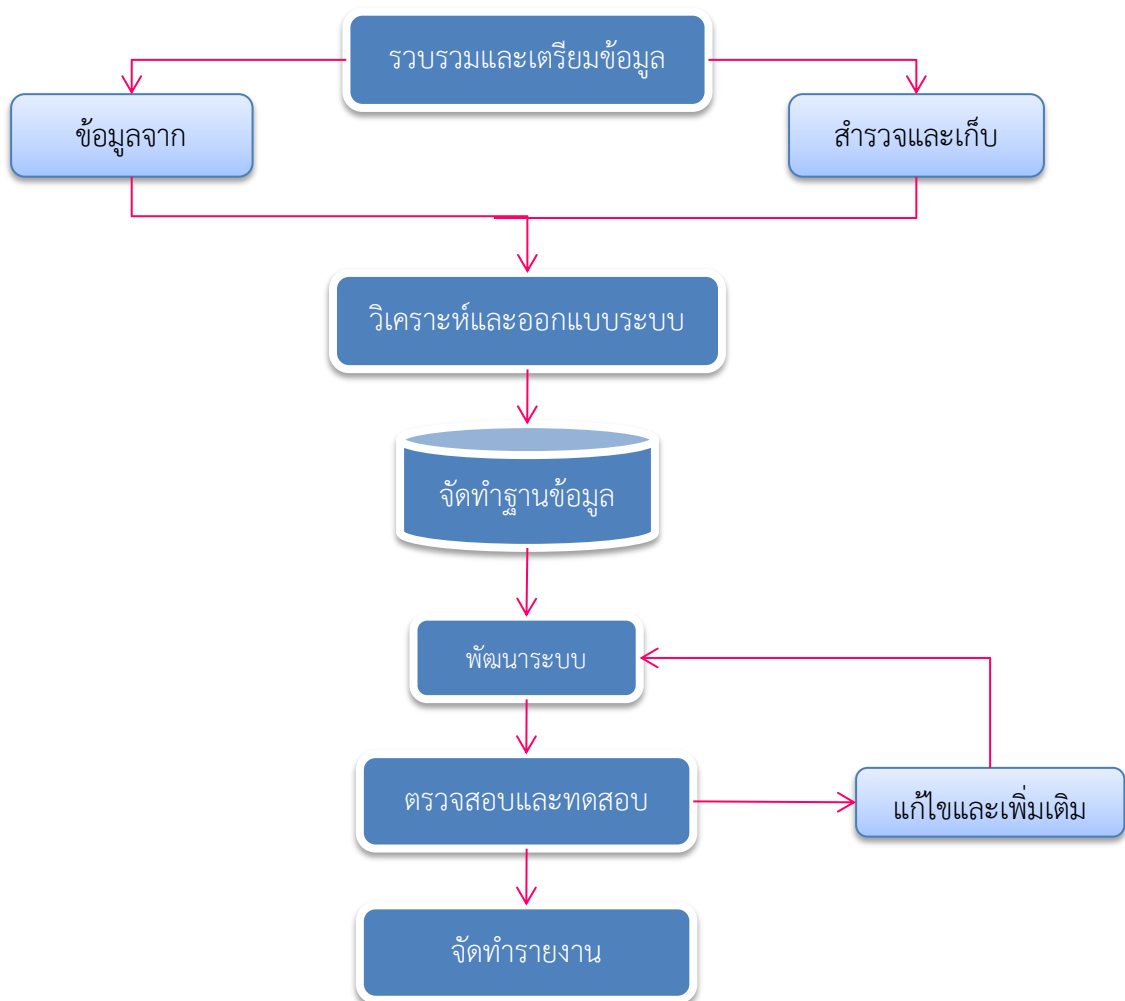 รวบรวมและเตรียมข้อมูล
ข้อมูลจาก
สำรวจและเก็บ
วิเคราะห์และออกแบบระบบ
จัดทำฐานข้อมูล
พัฒนาระบบ
ตรวจสอบและทดสอบ
แก้ไขและเพิ่มเติม
จัดทำรายงาน